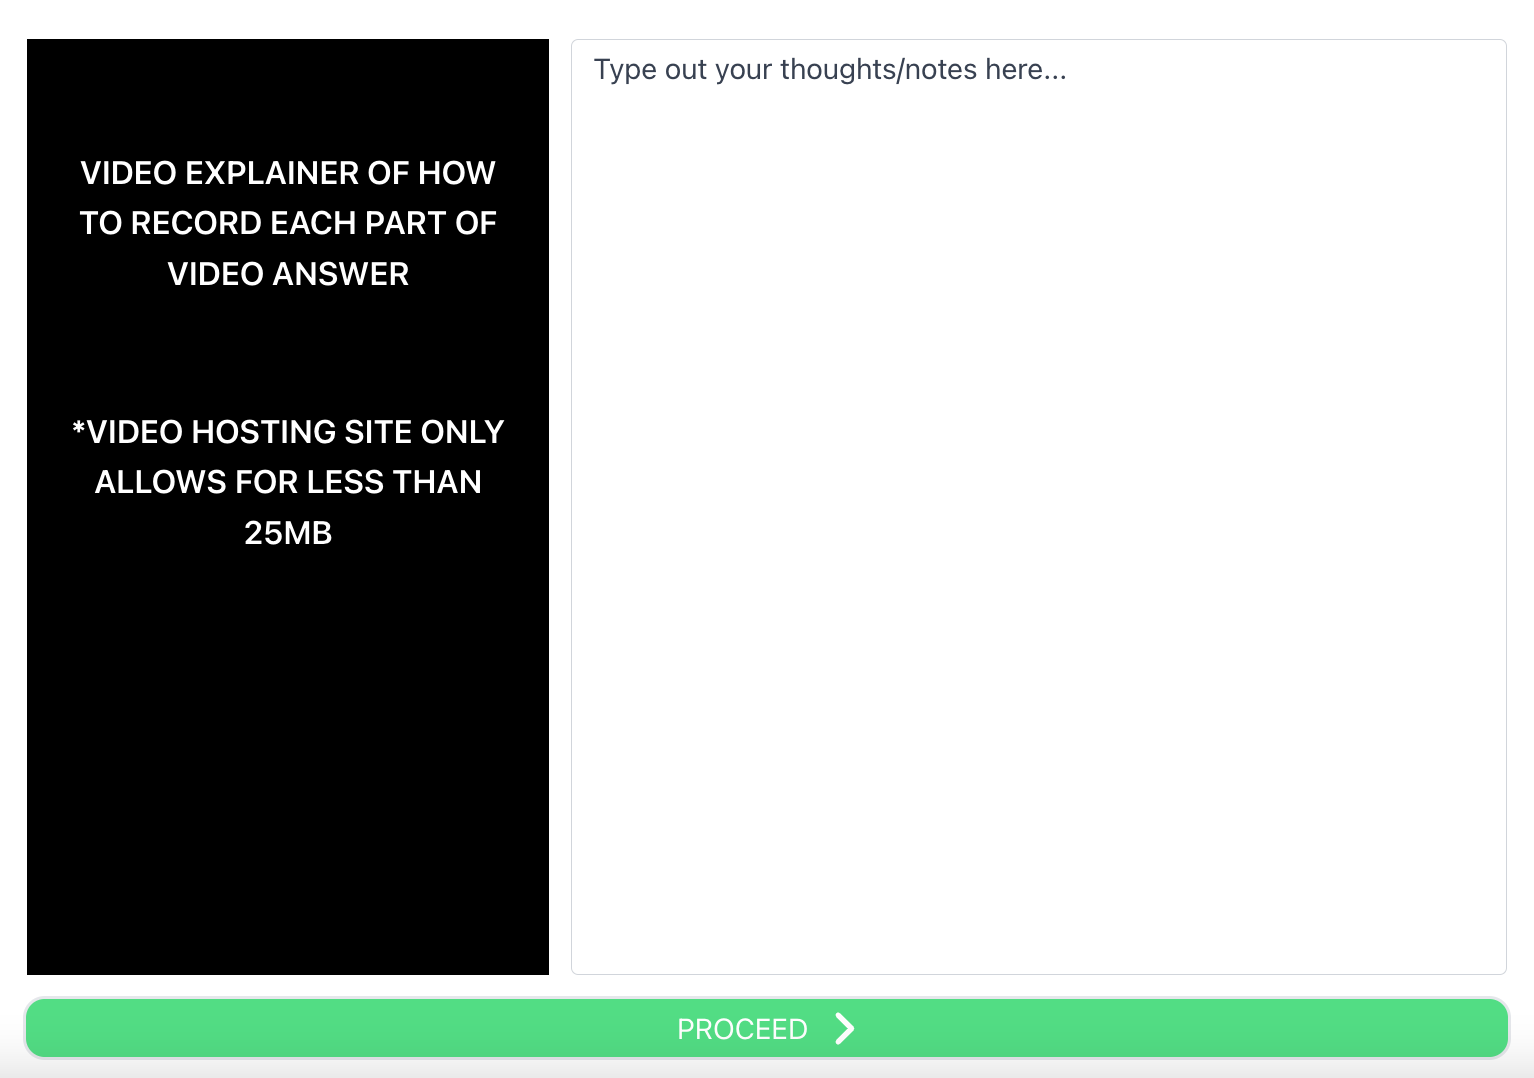 VIDEO EXPLAINER OF HOW
TO RECORD EACH PART OF
VIDEO ANSWER
*VIDEO HOSTING SITE ONLY
ALLOWS FOR LESS THAN
25MB
Type out your thoughts/notes here...
PROCEED